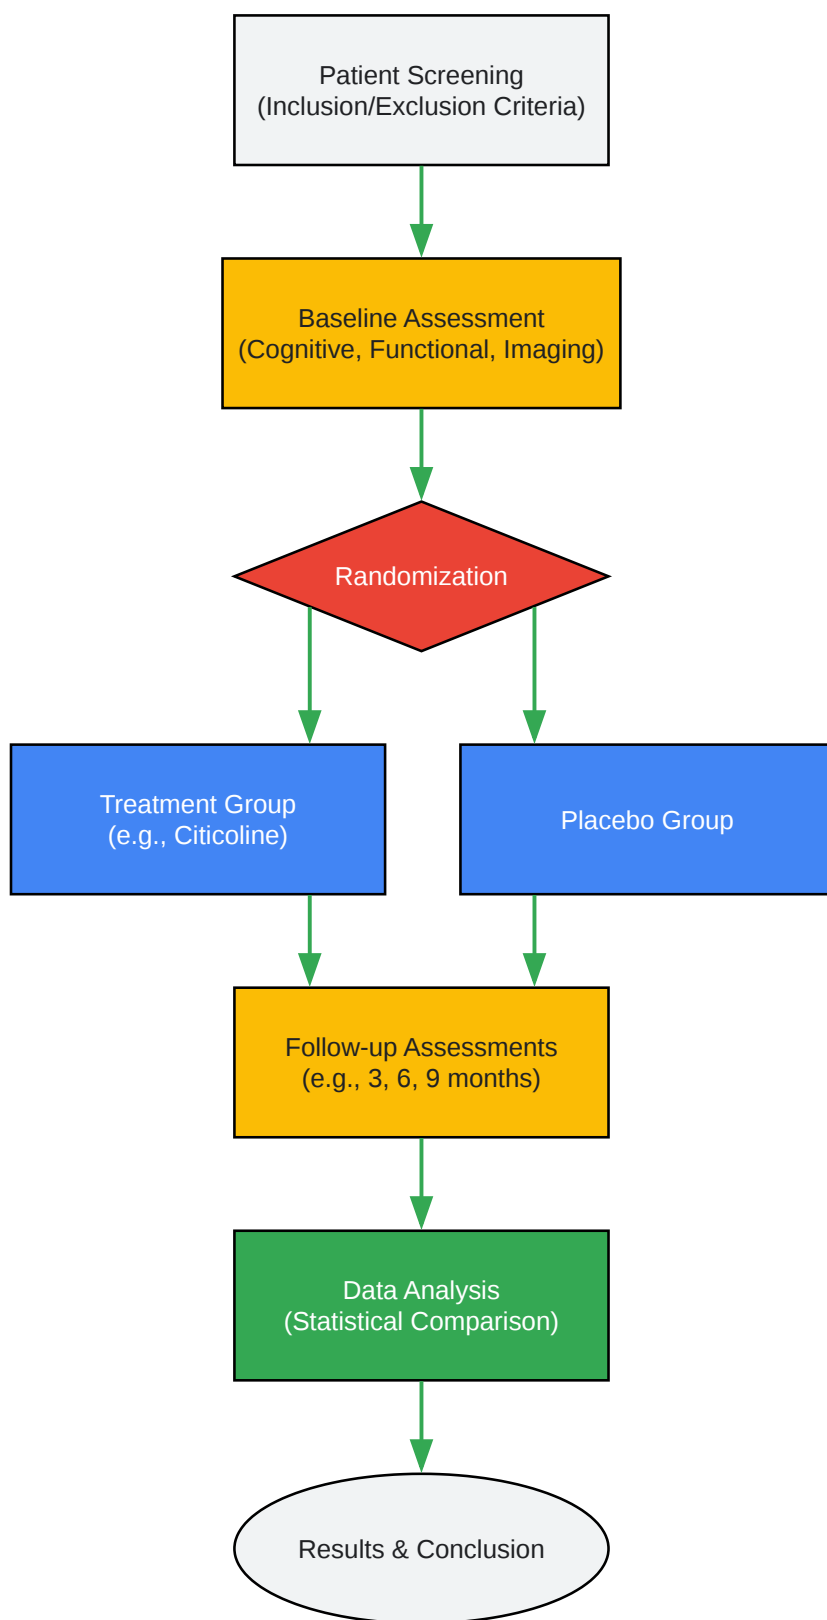 Patient Screening
(Inclusion/Exclusion Criteria)
Baseline Assessment
(Cognitive, Functional, Imaging)
Randomization
Treatment Group
(e.g., Citicoline)
Placebo Group
Follow-up Assessments
(e.g., 3, 6, 9 months)
Data Analysis
(Statistical Comparison)
Results & Conclusion